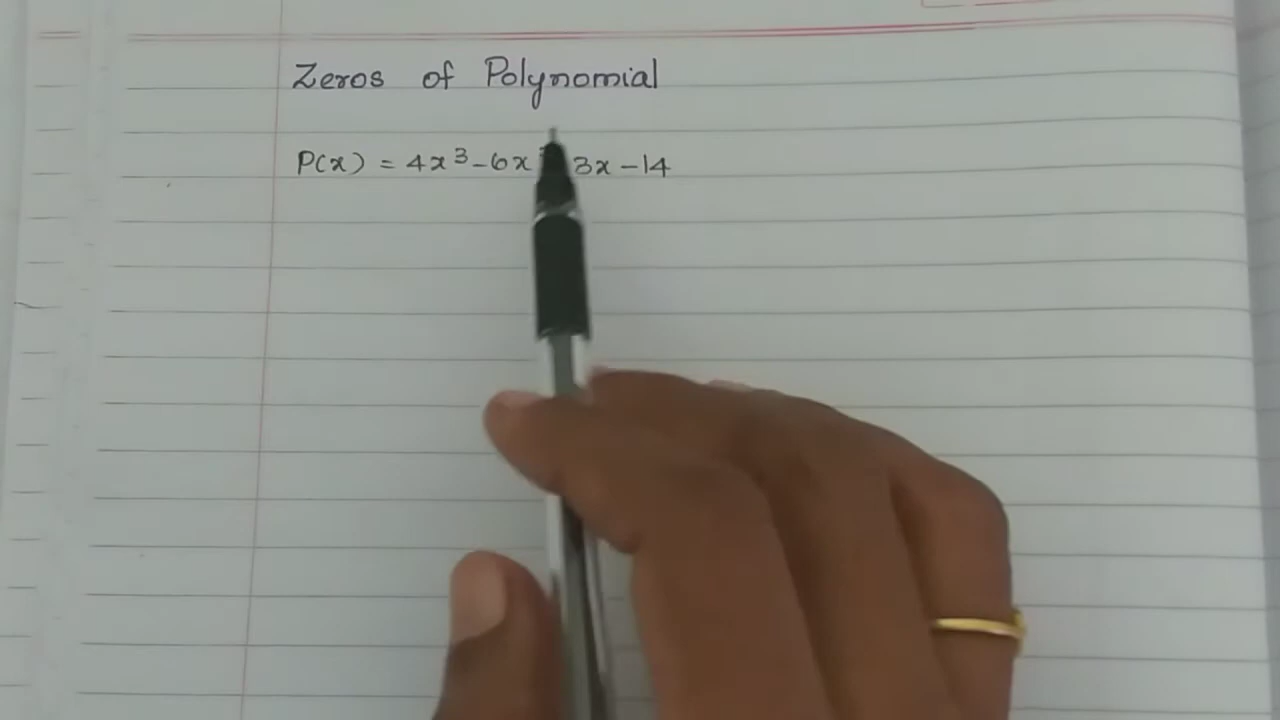 Zeros of Polynomial
P(x) = 4x³-6x 3x-14